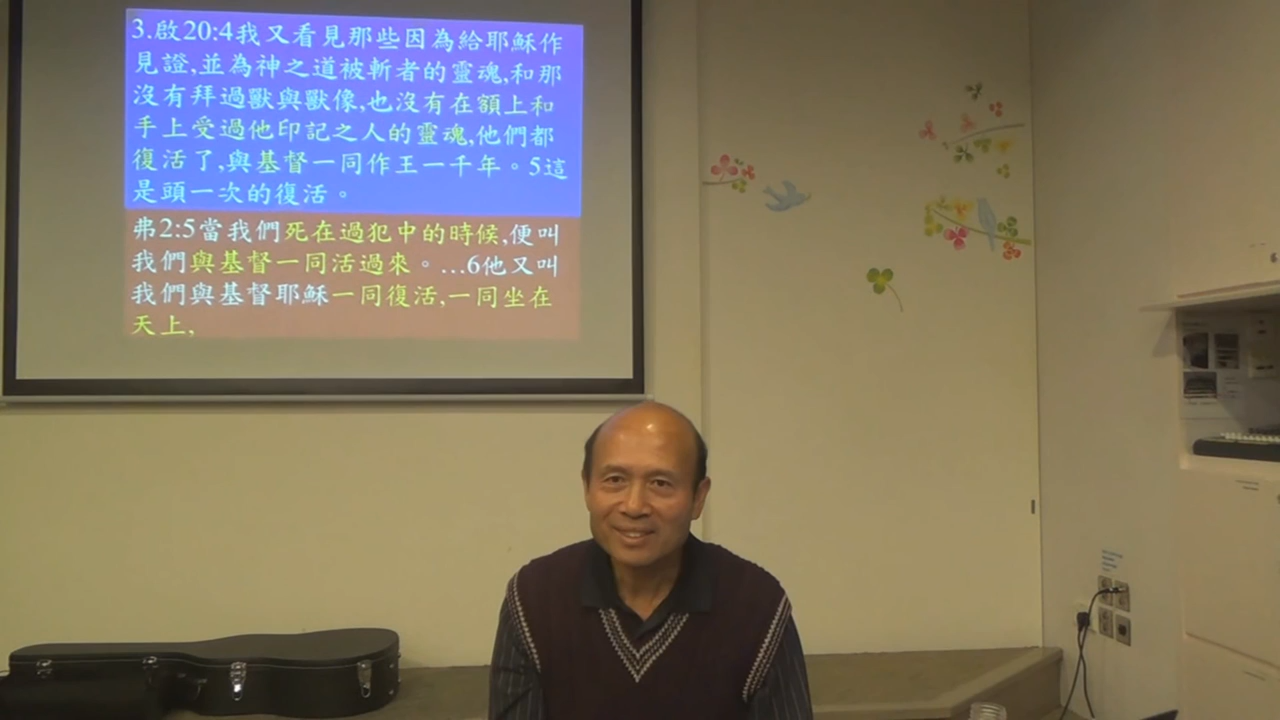 3.啟20:4我又看見那些因為給耶穌作
見證,並為神之道被斬者的靈魂,和那
沒有拜過獸與獸像,也沒有在額上和
手上受過他印記之人的靈魂,他們都
復活了,與基督一同作王一千年。5這
是頭一次的復活。
弗2:5當我們死在過犯中的時候,便叫
我們與基督一同活過來。…6他又叫
我們與基督耶穌一同復活,一同坐在
天上,